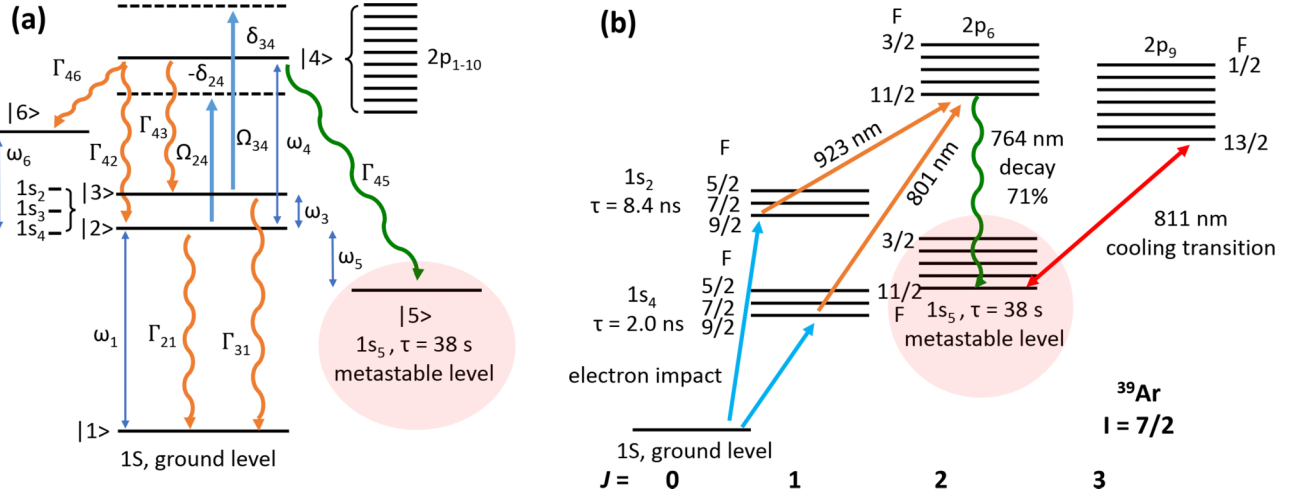 (a)
δ₃₄
|4>
2p₁₋₁₀
Γ₄₆
-δ₂₄
|6>
ω₆
Γ₄₂
Γ₄₃
Ω₂₄
Ω₃₄
ω₄
Γ₄₅
1s₂
1s₃
1s₄
|3>
|2>
ω₃
ω₅
ω₁
Γ₂₁
Γ₃₁
|5>
1s₅ , τ = 38 s
metastable level
|1>
1S, ground level
(b)
F
2p₆
3/2
11/2
2p₉
F
1/2
13/2
923 nm
801 nm
764 nm
decay
71%
F
1s₂
τ = 8.4 ns
5/2
7/2
9/2
811 nm
cooling transition
F
1s₄
τ = 2.0 ns
5/2
7/2
9/2
3/2
11/2
F
1s₅ , τ = 38 s
metastable level
electron impact
³⁹Ar
I = 7/2
1S, ground level
J = 0 1 2 3